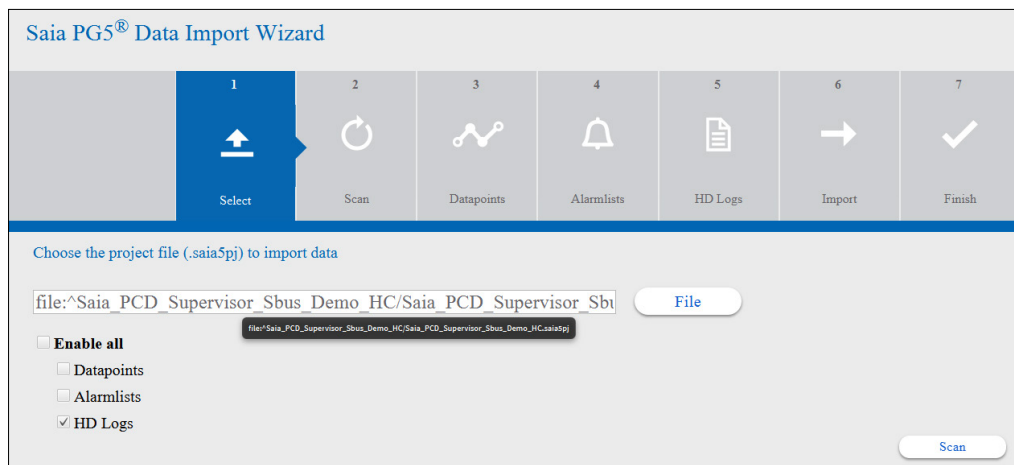 Saia PG5® Data Import Wizard
1 2 3 4 5 6 7
Select Scan Datapoints Alarmlists HD Logs Import Finish
Choose the project file (.saia5pj) to import data
file:^Saia_PCD_Supervisor_Sbus_Demo_HC/Saia_PCD_Supervisor_Sbu File
file:^Saia_PCD_Supervisor_Sbus_Demo_HC/Saia_PCD_Supervisor_Sbus_Demo_HC.saia5pj
Enable all
Datapoints
Alarmlists
HD Logs
Scan